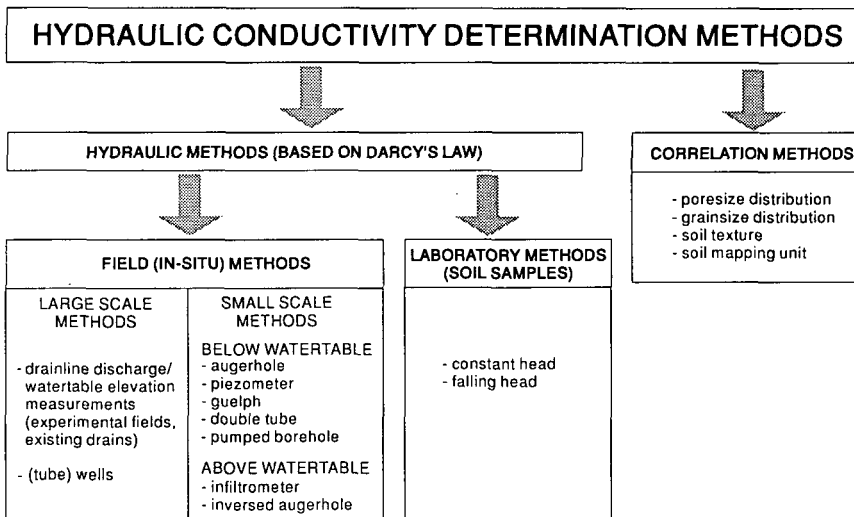 HYDRAULIC CONDUCTIVITY DETERMINATION METHODS
HYDRAULIC METHODS (BASED ON DARCY'S LAW)
CORRELATION METHODS
- poresize distribution
- grainsize distribution
- soil texture
- soil mapping unit
FIELD (IN-SITU) METHODS
LARGE SCALE
METHODS
- drainline discharge/
watertable elevation
measurements
(experimental fields,
existing drains)
- (tube) wells
SMALL SCALE
METHODS
BELOW WATERTABLE
- augerhole
- piezometer
- guelph
- double tube
- pumped borehole
ABOVE WATERTABLE
- infiltrometer
- inversed augerhole
LABORATORY METHODS
(SOIL SAMPLES)
- constant head
- falling head